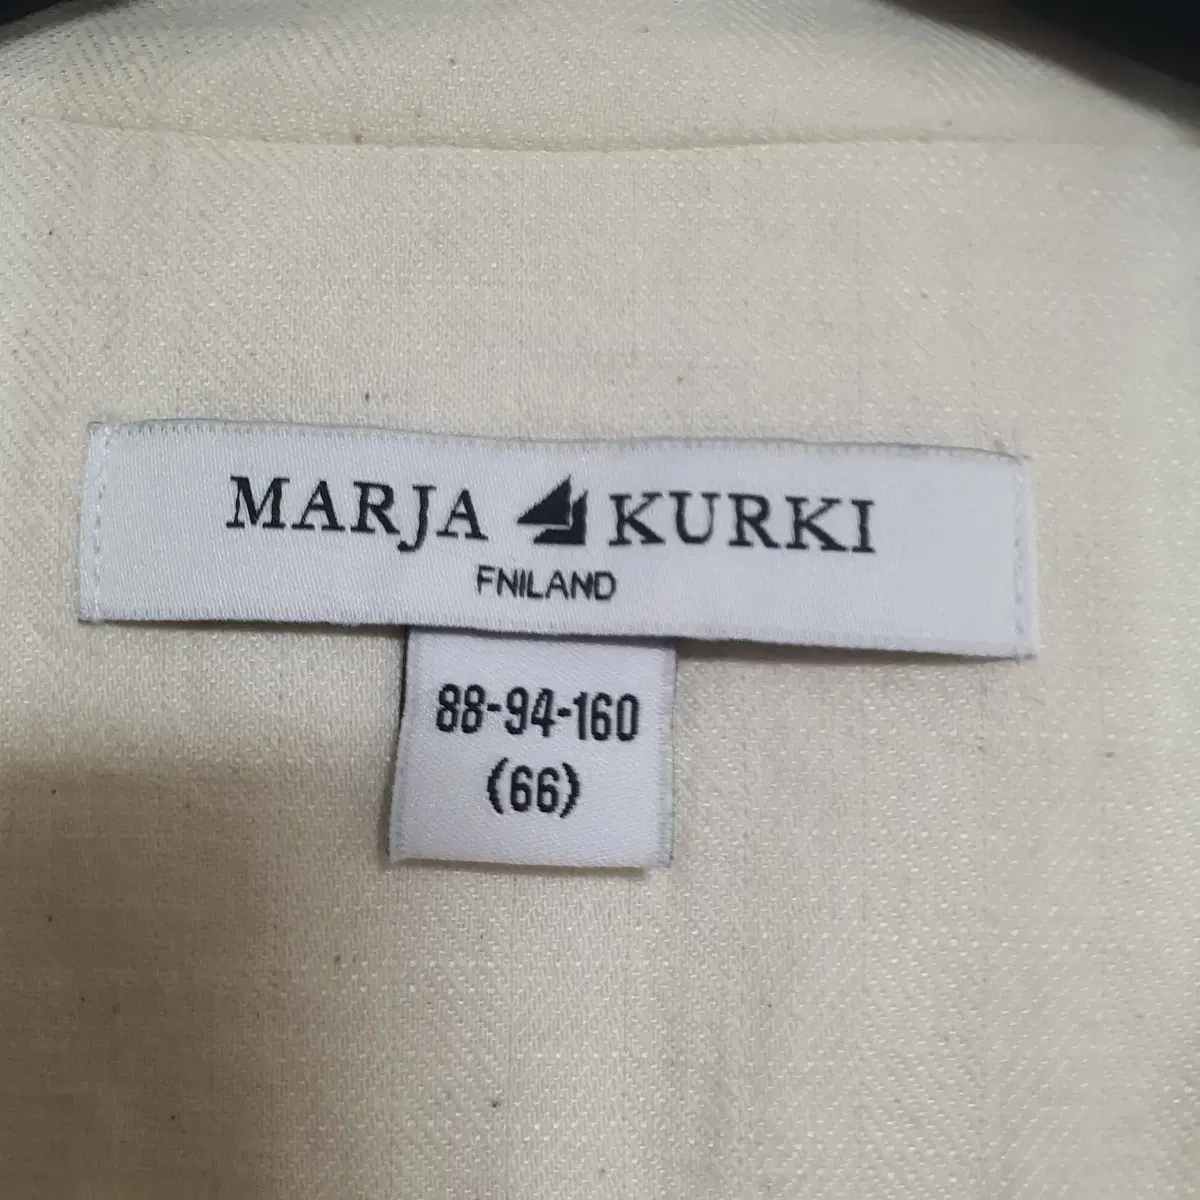 MARJA KURKI
FNILAND
88-94-160
(66)